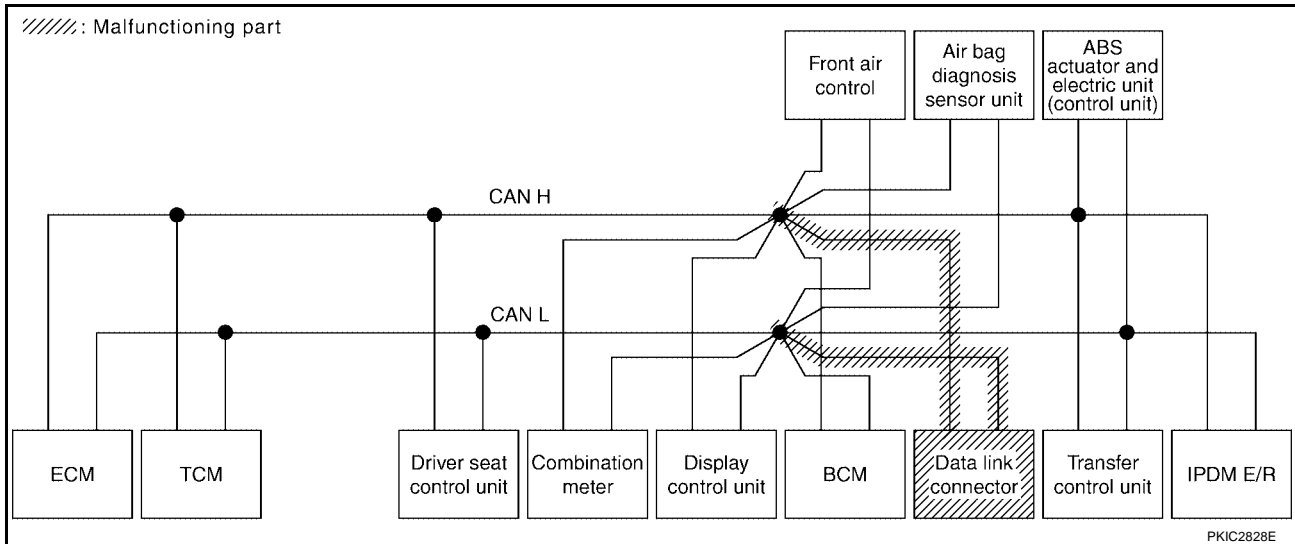 : Malfunctioning part
Front air
control
Air bag
diagnosis
sensor unit
ABS
actuator and
electric unit
(control unit)
CAN H
CAN L
ECM
TCM
Driver seat
control unit
Combination
meter
Display
control unit
BCM
Data link
connector
Transfer
control unit
IPDM E/R
PKIC2828E